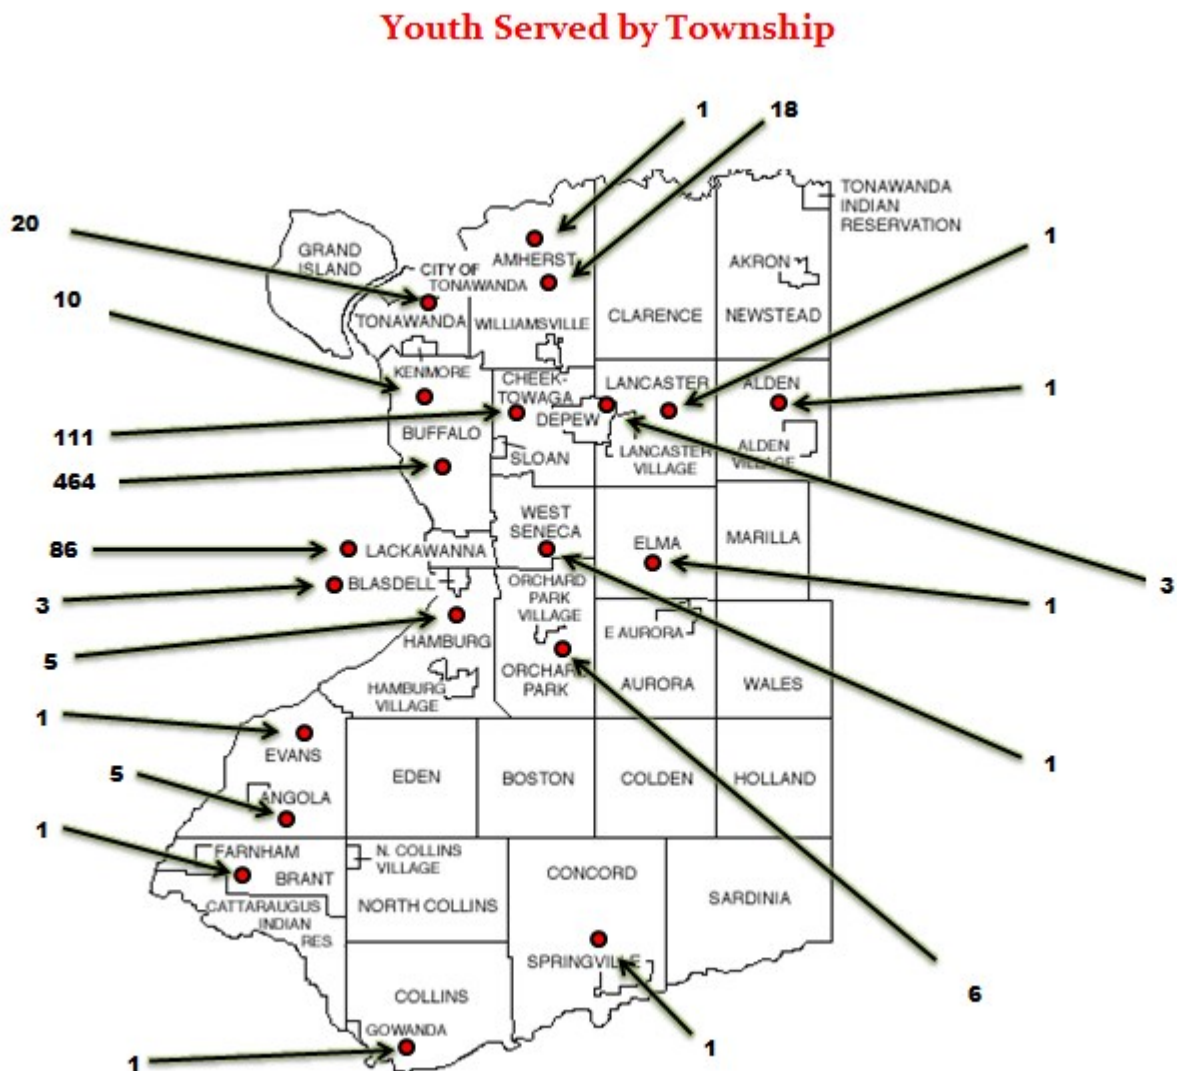 Youth Served by Township
1
18
TONAWANDA
INDIAN
RESERVATION
20
GRAND
ISLAND
AMHERST
1
CITY OF
TONAWANDA
AKRON
10
TONAWANDA
WILLIAMSVILLE
CLARENCE
NEWSTEAD
KENMORE
CHEEK-
TOWAGA
LANCASTER
ALDEN
1
111
BUFFALO
DEPEW
SLOAN
LANCASTER
VILLAGE
ALDEN
VILLAGE
464
WEST
SENECA
ELMA
MARILLA
86
LACKAWANNA
3
BLASDELL
ORCHARD
PARK
VILLAGE
3
1
5
HAMBURG
E AURORA
ORCHARD
PARK
AURORA
WALES
HAMBURG
VILLAGE
1
EVANS
1
5
EDEN
BOSTON
COLDEN
HOLLAND
ANGOLA
1
FARNHAM
BRANT
N. COLLINS
VILLAGE
CONCORD
SARDINIA
CATTARAUGUS
INDIAN
RES.
NORTH COLLINS
SPRINGVILLE
6
COLLINS
GOWANDA
1
1